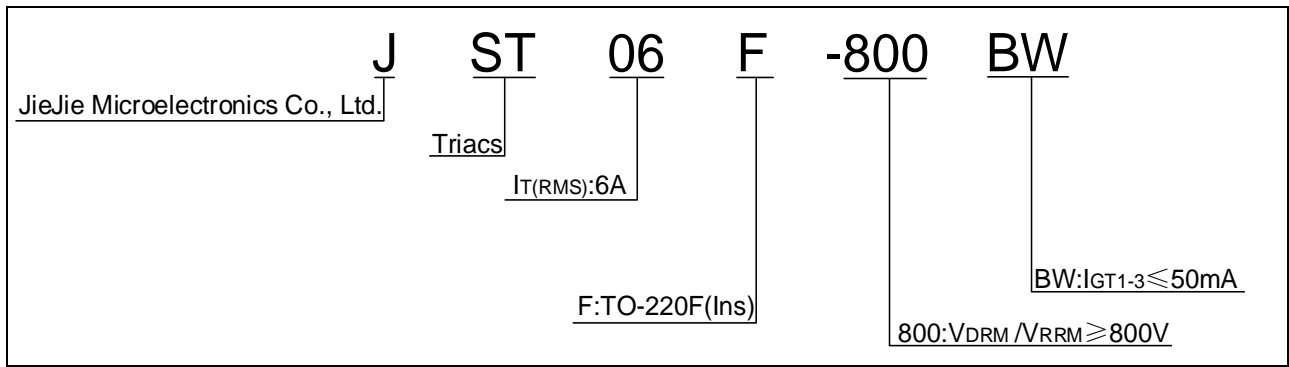 J ST 06 F -800 BW
JieJie Microelectronics Co., Ltd.
Triacs
IT(RMS):6A
BW:IGT1-3≤50mA
F:TO-220F(Ins)
800:VDRM /VRRM≥800V